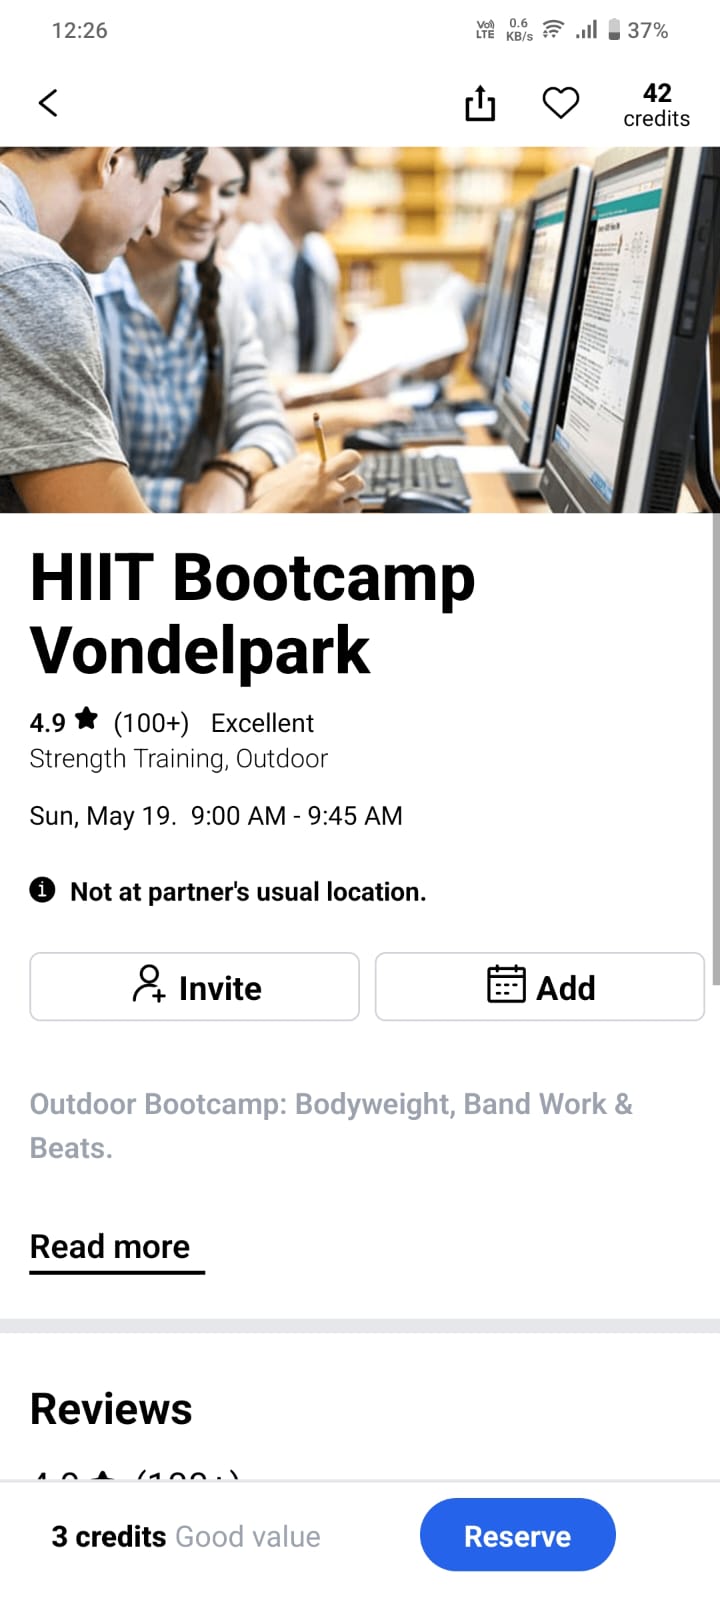 12:26
Vo) LTE 0.6 KB/s 37%
42
credits
HIIT Bootcamp
Vondelpark
4.9 ★ (100+) Excellent
Strength Training, Outdoor
Sun, May 19. 9:00 AM - 9:45 AM
Not at partner's usual location.
Invite
Add
Outdoor Bootcamp: Bodyweight, Band Work &
Beats.
Read more
Reviews
3 credits Good value
Reserve